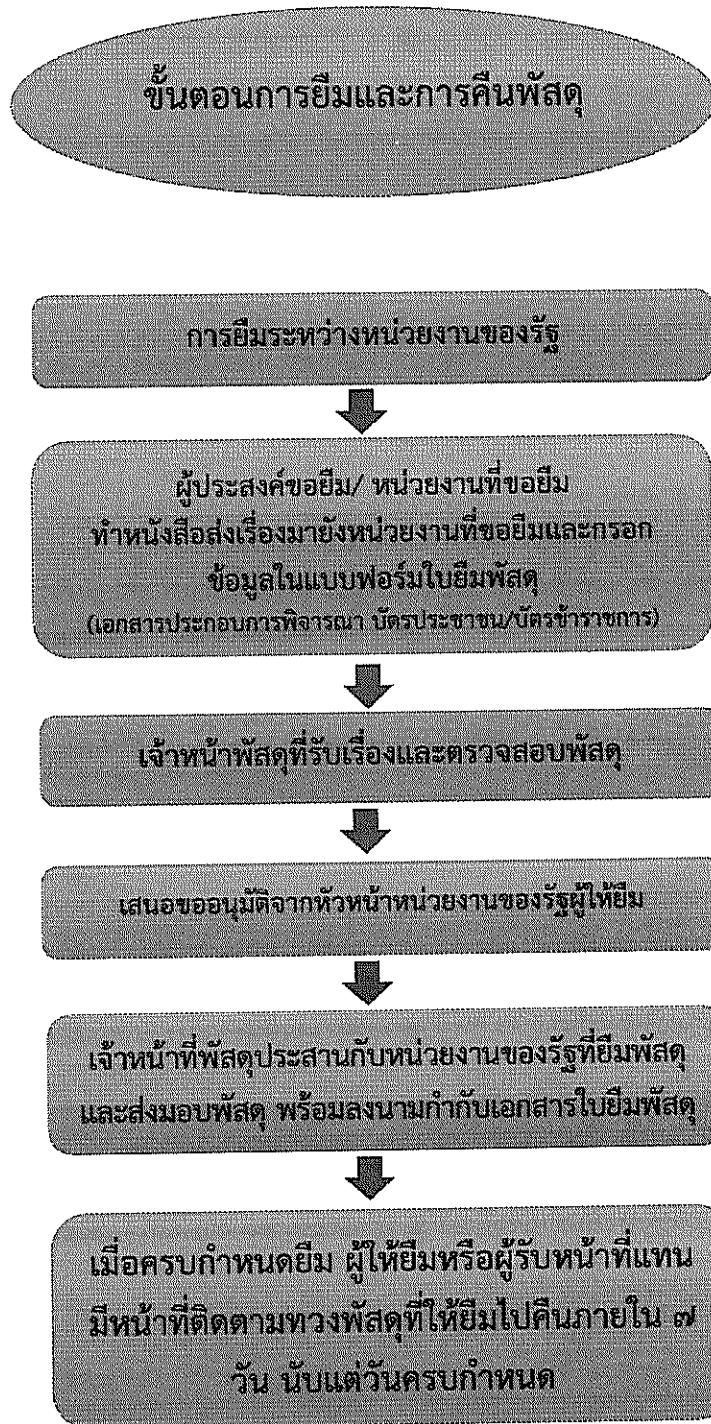 ขั้นตอนการยืมและการคืนพัสดุ
การยืมระหว่างหน่วยงานของรัฐ
ผู้ประสงค์ขอยืม/ หน่วยงานที่ขอยืม
ทำหนังสือส่งเรื่องมายังหน่วยงานที่ขอยืมและกรอก
ข้อมูลในแบบฟอร์มใบยืมพัสดุ
(เอกสารประกอบการพิจารณา บัตรประชาชน/บัตรข้าราชการ)
เจ้าหน้าพัสดุที่รับเรื่องและตรวจสอบพัสดุ
เสนอขออนุมัติจากหัวหน้าหน่วยงานของรัฐผู้ให้ยืม
เจ้าหน้าที่พัสดุประสานกับหน่วยงานของรัฐที่ยืมพัสดุ
และส่งมอบพัสดุ พร้อมลงนามกำกับเอกสารใบยืมพัสดุ
เมื่อครบกำหนดยืม ผู้ให้ยืมหรือผู้รับหน้าที่แทน
มีหน้าที่ติดตามทวงพัสดุที่ให้ยืมไปคืนภายใน ๗
วัน นับแต่วันครบกำหนด